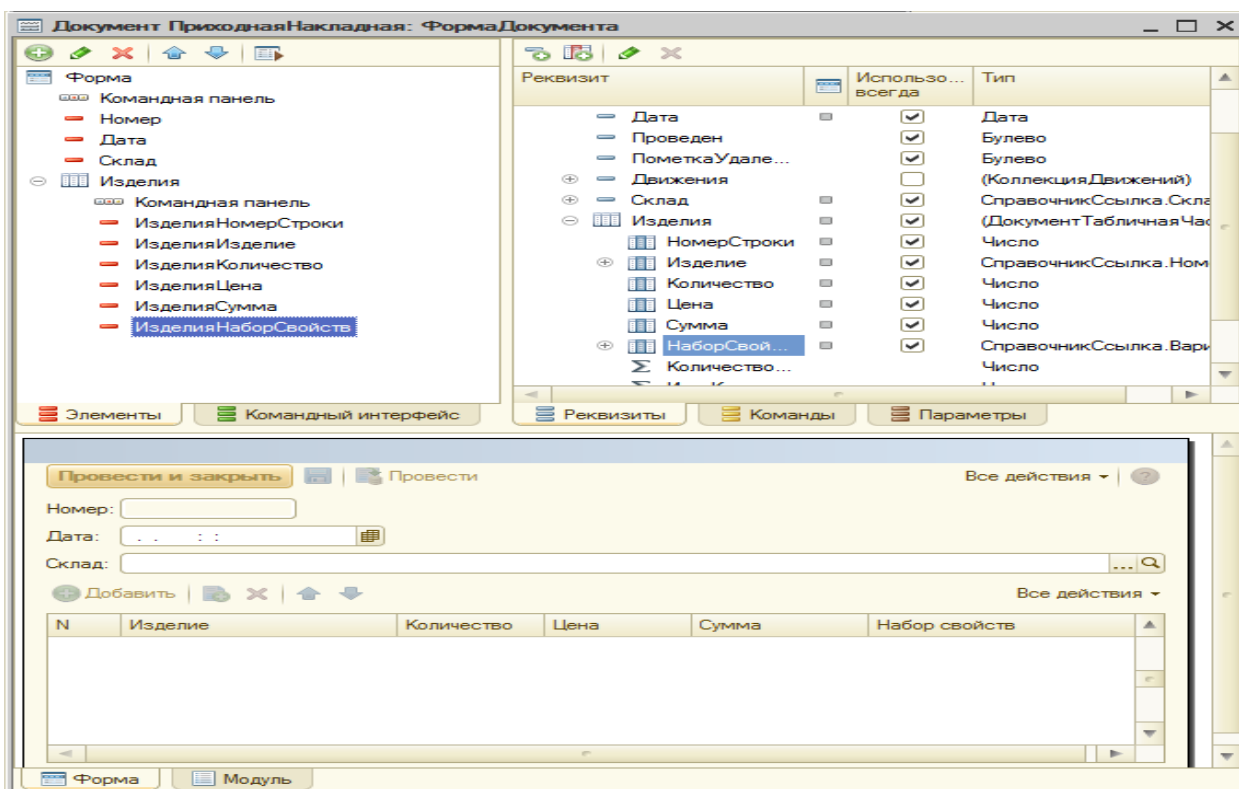 Документ ПриходнаяНакладная: ФормаДокумента
Форма
Командная панель
Номер
Дата
Склад
Изделия
Командная панель
ИзделияНомерСтроки
ИзделияИзделие
ИзделияКоличество
ИзделияЦена
ИзделияСумма
ИзделияНаборСвойств
Элементы Командный интерфейс
Реквизит Использо... всегда Тип
Дата Дата
Проведен Булево
ПометкаУдале... Булево
Движения (КоллекцияДвижений)
Склад СправочникСсылка.Скла
Изделия (ДокументТабличнаяЧас
НомерСтроки Число
Изделие СправочникСсылка.Ном
Количество Число
Цена Число
Сумма Число
НаборСвой... СправочникСсылка.Вари
Количество... Число
Реквизиты Команды Параметры
Провести и закрыть Провести Все действия
Номер:
Дата: . . : :
Склад: ...
Добавить Все действия
N Изделие Количество Цена Сумма Набор свойств
Форма Модуль